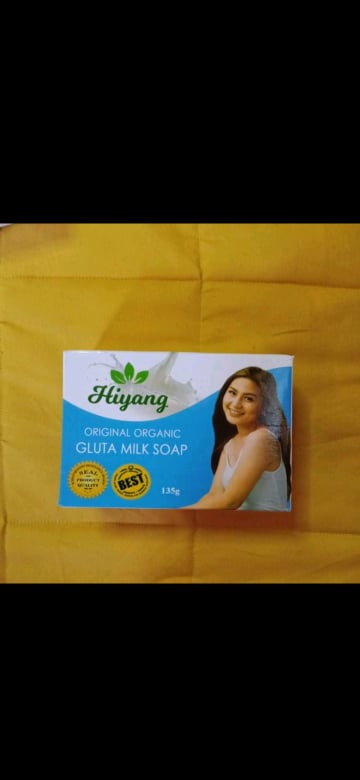 Hiyang
ORIGINAL ORGANIC
GLUTA MILK SOAP
REAL
PRODUCT
QUALITY
BEST
135g